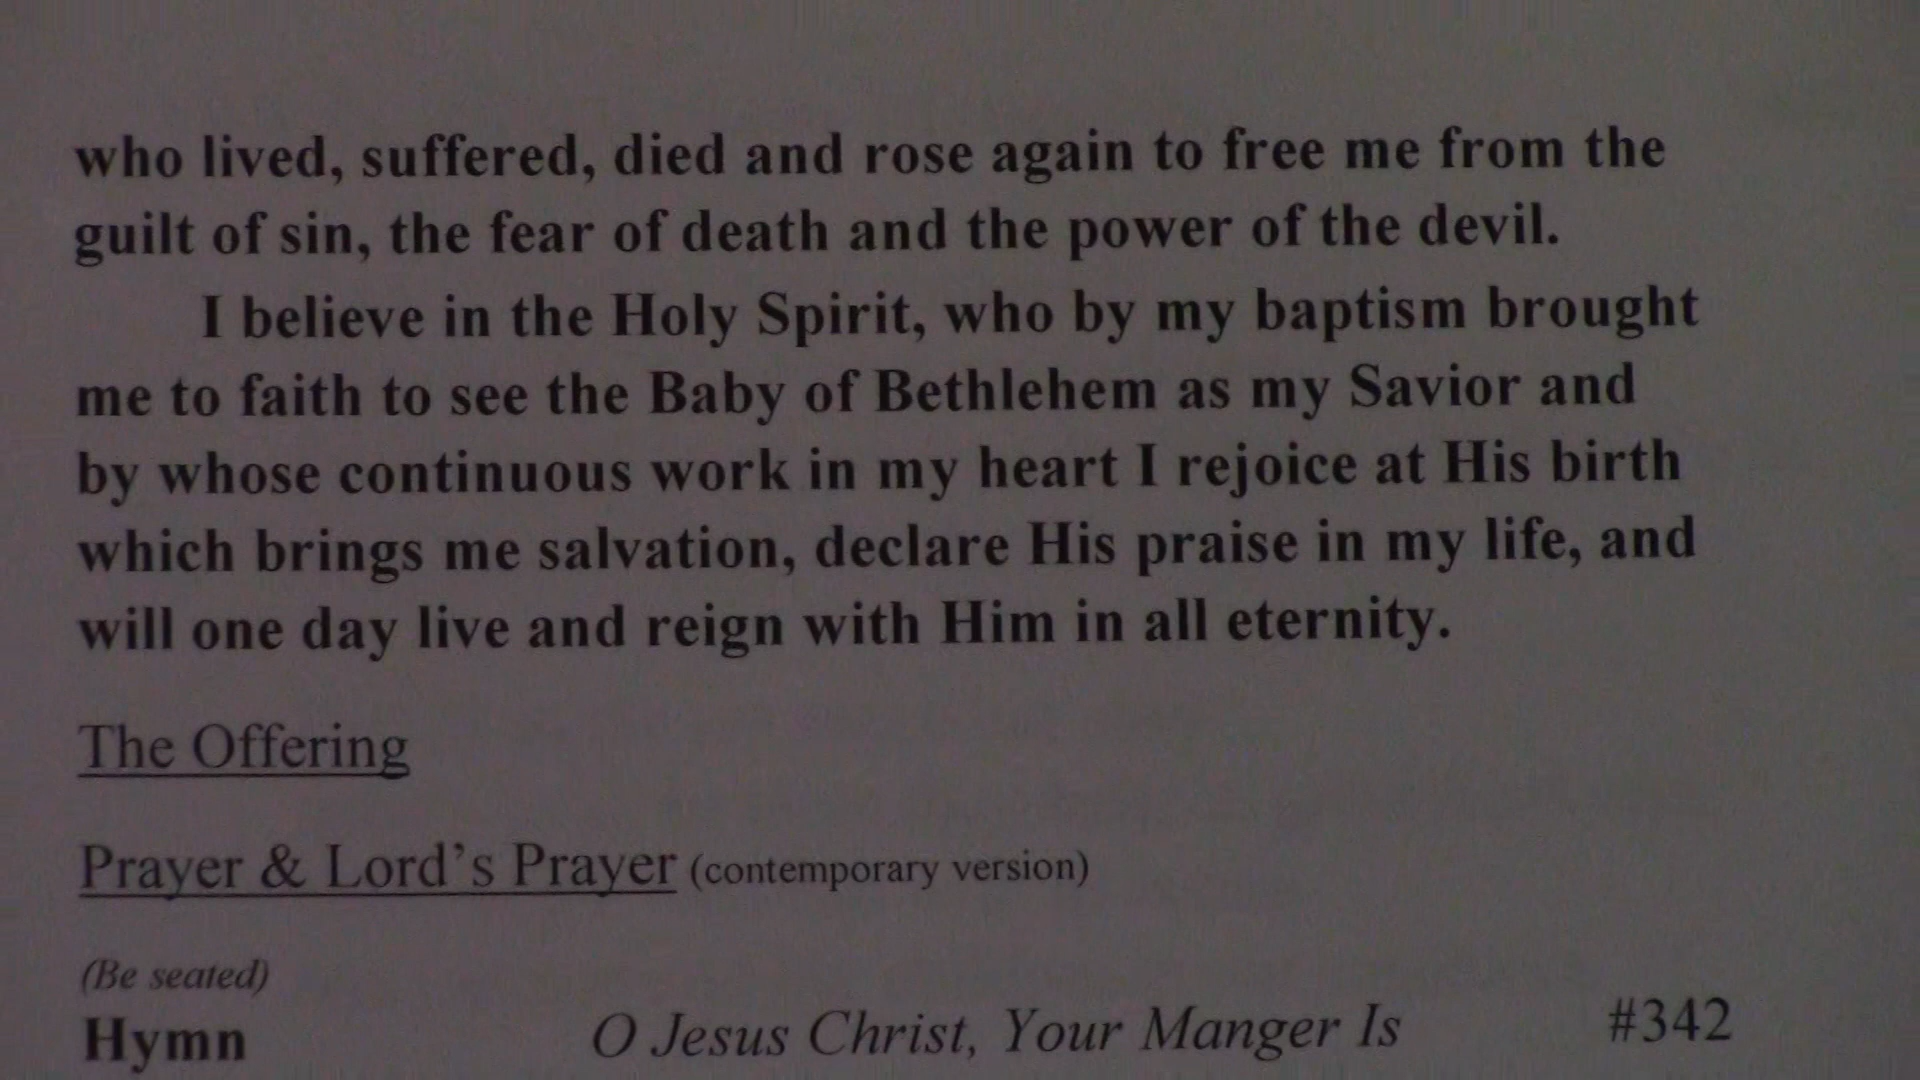 who lived, suffered, died and rose again to free me from the
guilt of sin, the fear of death and the power of the devil.
I believe in the Holy Spirit, who by my baptism brought
me to faith to see the Baby of Bethlehem as my Savior and
by whose continuous work in my heart I rejoice at His birth
which brings me salvation, declare His praise in my life, and
will one day live and reign with Him in all eternity.
The Offering
Prayer & Lord's Prayer (contemporary version)
(Be seated)
Hymn O Jesus Christ, Your Manger Is #342